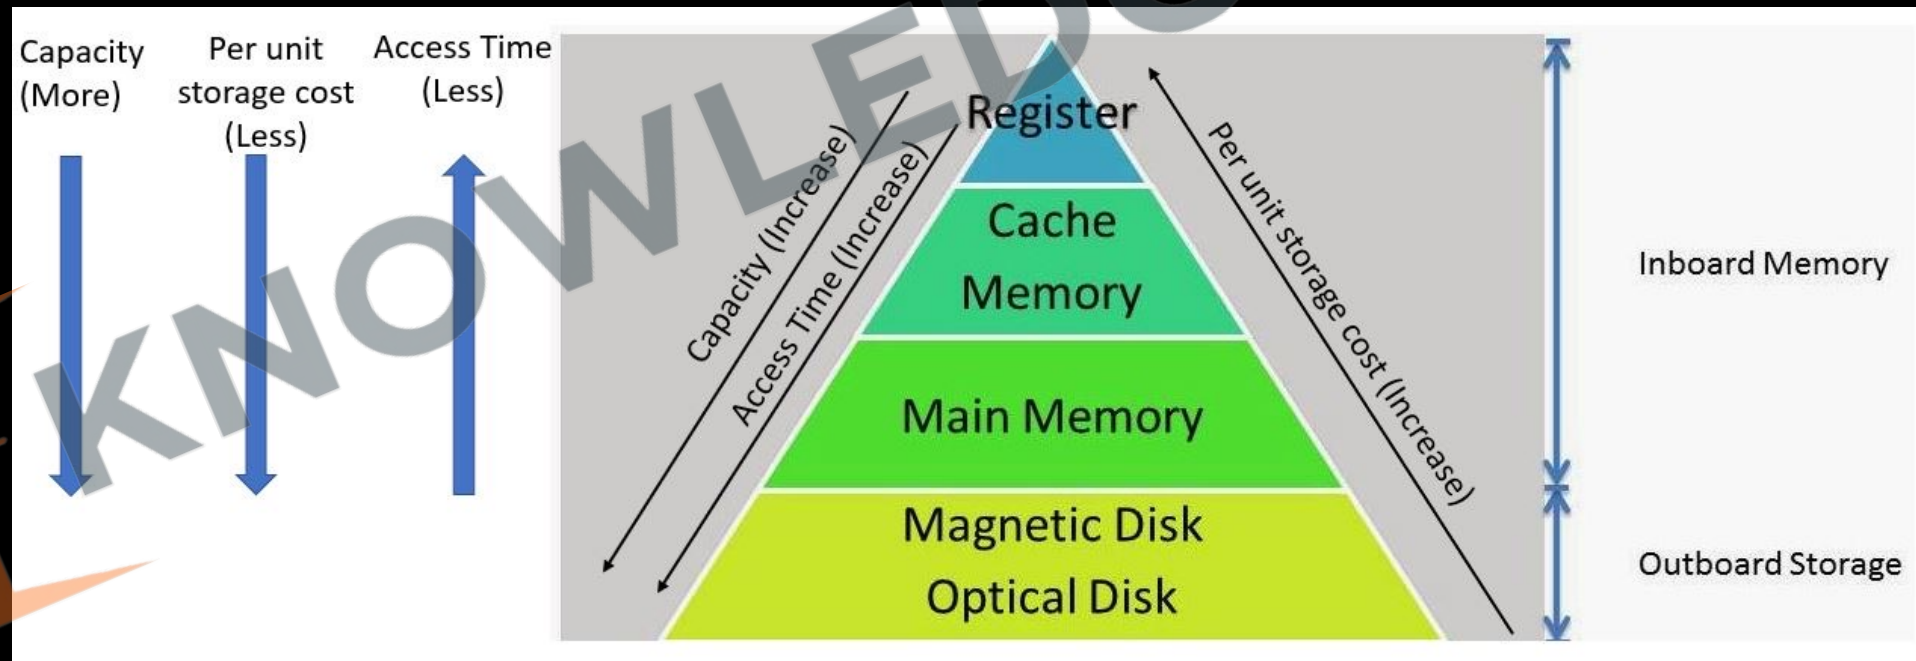 Capacity
(More)
Per unit
storage cost
(Less)
Access Time
(Less)
Capacity (Increase)
Access Time (Increase)
Register
Cache
Memory
Main Memory
Magnetic Disk
Optical Disk
Per unit storage cost (Increase)
Inboard Memory
Outboard Storage